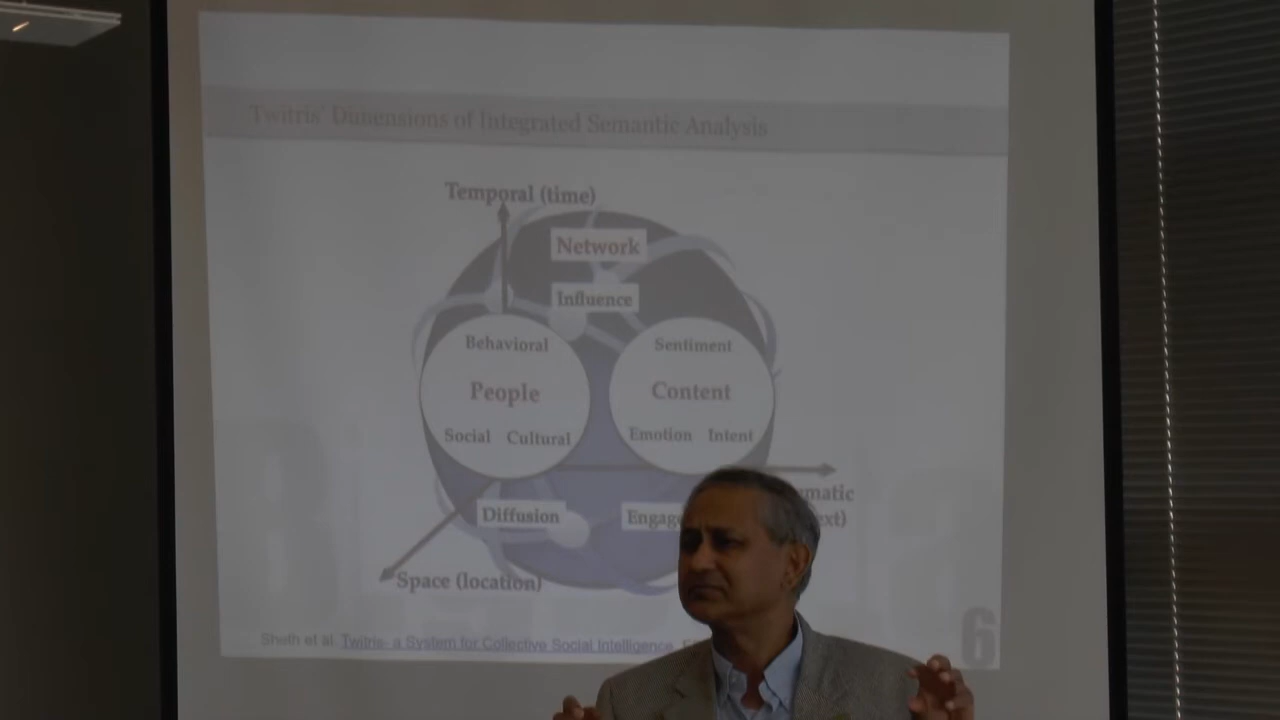 Twitris' Dimensions of Integrated Semantic Analysis
Temporal (time)
Network
Influence
Behavioral
People
Social Cultural
Sentiment
Content
Emotion Intent
Diffusion
Space (location)
Sheth et al. Twitris- a System for Collective Social Intelligence,
6